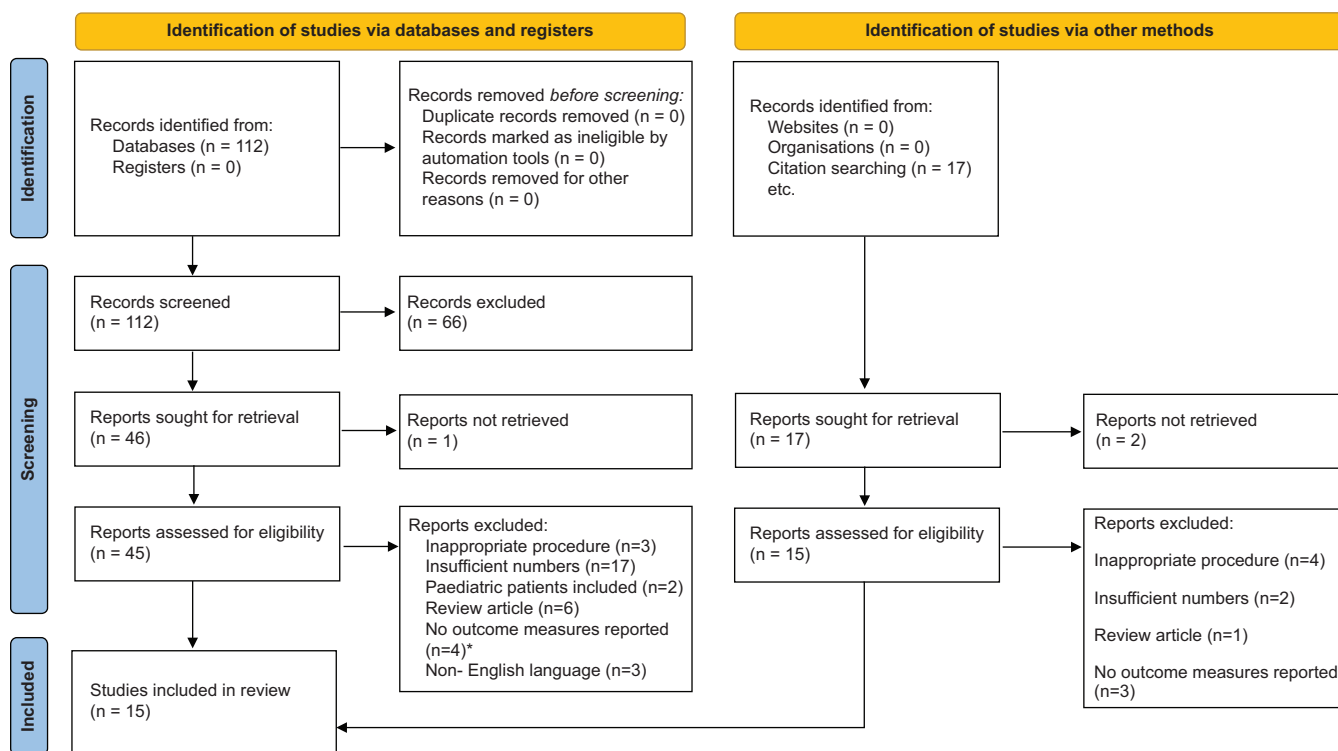 Identification of studies via databases and registers
Identification of studies via other methods
Identification
Records identified from:
Databases (n = 112)
Registers (n = 0)
Records removed before screening:
Duplicate records removed (n = 0)
Records marked as ineligible by
automation tools (n = 0)
Records removed for other
reasons (n = 0)
Records identified from:
Websites (n = 0)
Organisations (n = 0)
Citation searching (n = 17)
etc.
Screening
Records screened
(n = 112)
Records excluded
(n = 66)
Reports sought for retrieval
(n = 46)
Reports not retrieved
(n = 1)
Reports sought for retrieval
(n = 17)
Reports not retrieved
(n = 2)
Reports assessed for eligibility
(n = 45)
Reports excluded:
Inappropriate procedure (n=3)
Insufficient numbers (n=17)
Paediatric patients included (n=2)
Review article (n=6)
No outcome measures reported
(n=4)*
Non- English language (n=3)
Reports assessed for eligibility
(n = 15)
Reports excluded:
Inappropriate procedure (n=4)
Insufficient numbers (n=2)
Review article (n=1)
No outcome measures reported
(n=3)
Included
Studies included in review
(n = 15)